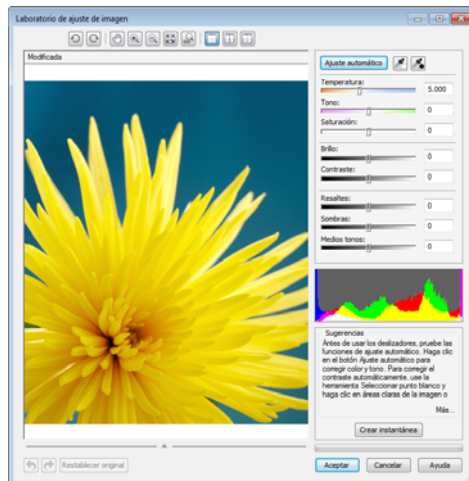 Laboratorio de ajuste de imagen
Modificada
Ajuste automático
Temperatura:
5.000
Tono:
0
Saturación:
0
Brillo:
0
Contraste:
0
Resaltes:
0
Sombras:
0
Medios tonos:
0
Sugerencias
Antes de usar los deslizadores, pruebe las
funciones de ajuste automático. Haga clic
en el botón Ajuste automático para
corregir color y tono. Para corregir el
contraste automáticamente, use la
herramienta Seleccionar punto blanco y
haga clic en áreas claras de la imagen o
Más...
Crear instantánea
Restablecer original
Aceptar
Cancelar
Ayuda